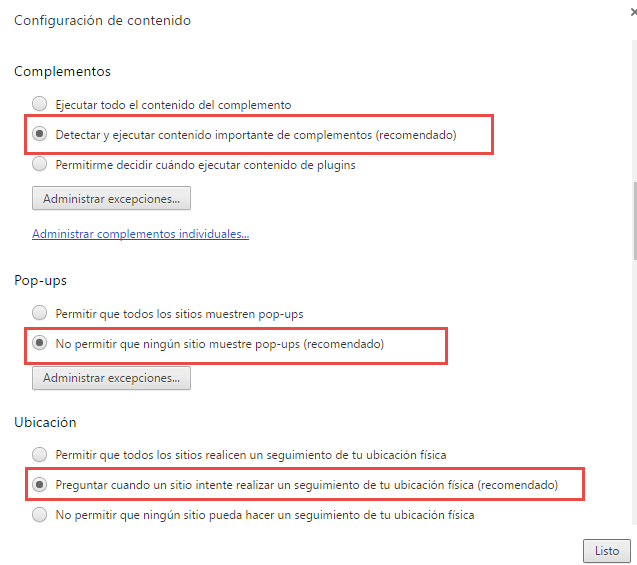 Configuración de contenido
Complementos
Ejecutar todo el contenido del complemento
Detectar y ejecutar contenido importante de complementos (recomendado)
Permitirme decidir cuándo ejecutar contenido de plugins
Administrar excepciones...
Administrar complementos individuales...
Pop-ups
Permitir que todos los sitios muestren pop-ups
No permitir que ningún sitio muestre pop-ups (recomendado)
Administrar excepciones...
Ubicación
Permitir que todos los sitios realicen un seguimiento de tu ubicación física
Preguntar cuando un sitio intente realizar un seguimiento de tu ubicación física (recomendado)
No permitir que ningún sitio pueda hacer un seguimiento de tu ubicación física
Listo